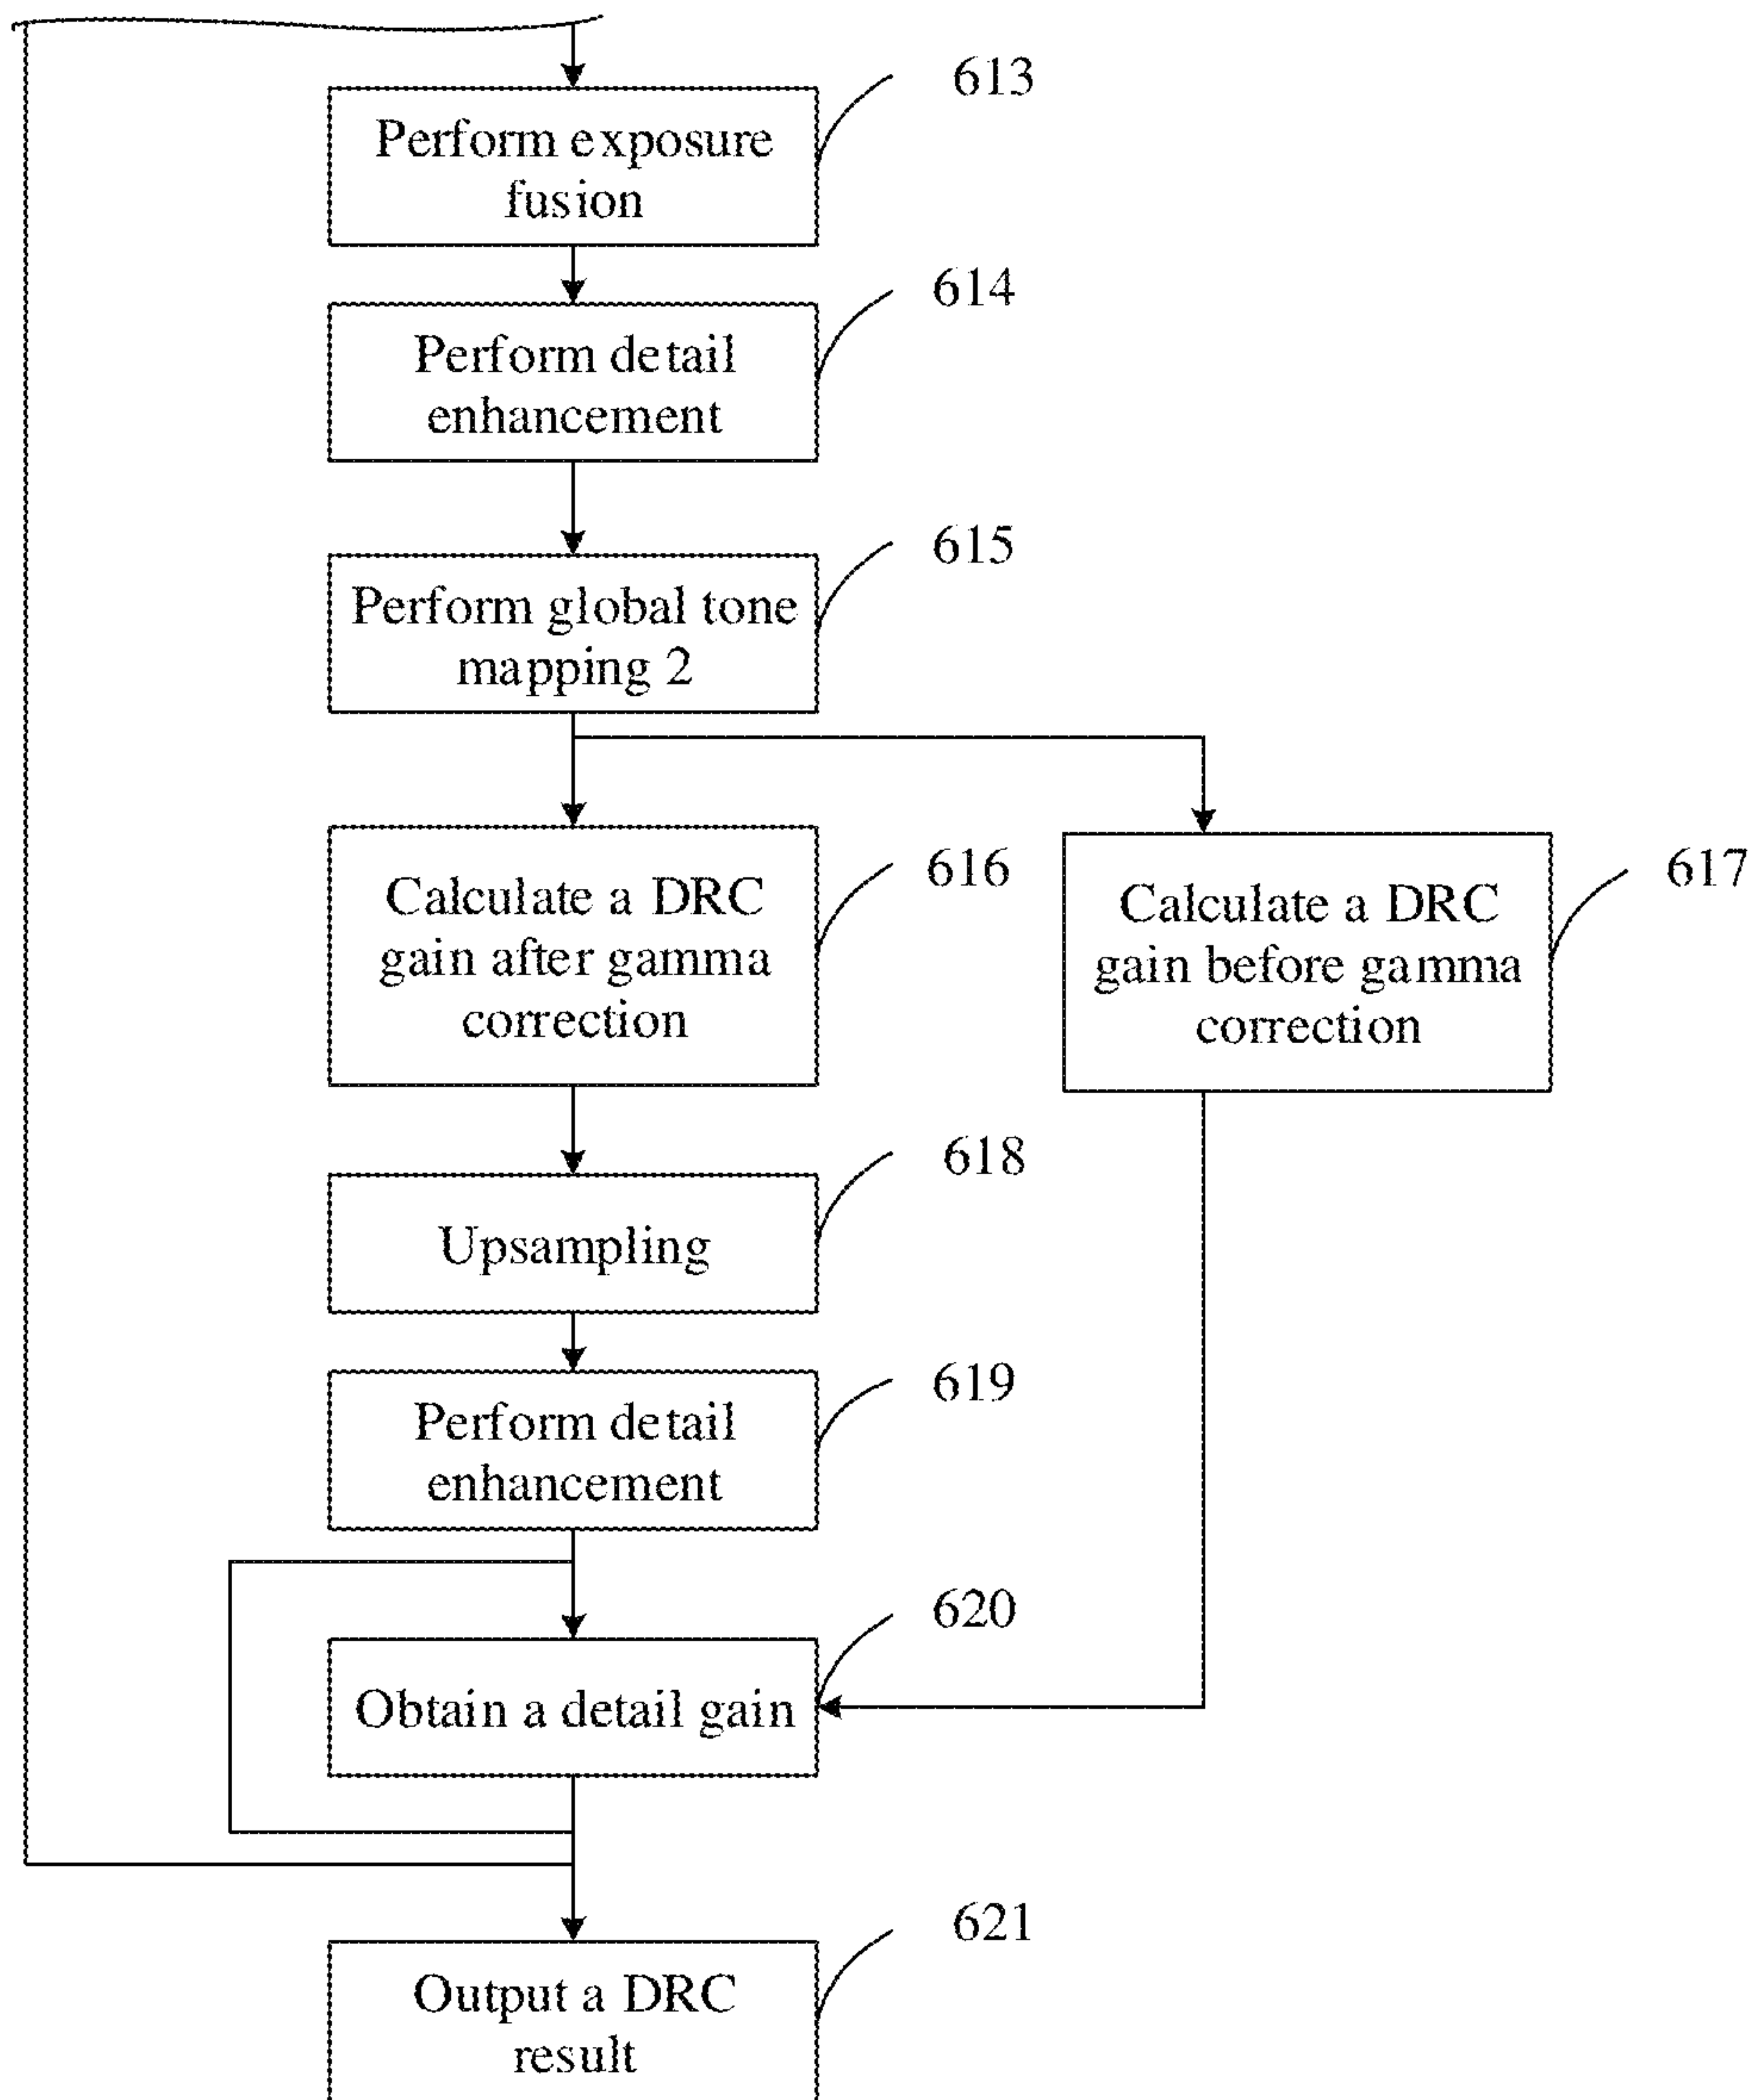 613
Perform exposure
fusion
614
Perform detail
enhancement
615
Perform global tone
mapping 2
616
Calculate a DRC
gain after gamma
correction
617
Calculate a DRC
gain before gamma
correction
618
Upsampling
619
Perform detail
enhancement
620
Obtain a detail gain
621
Output a DRC
result